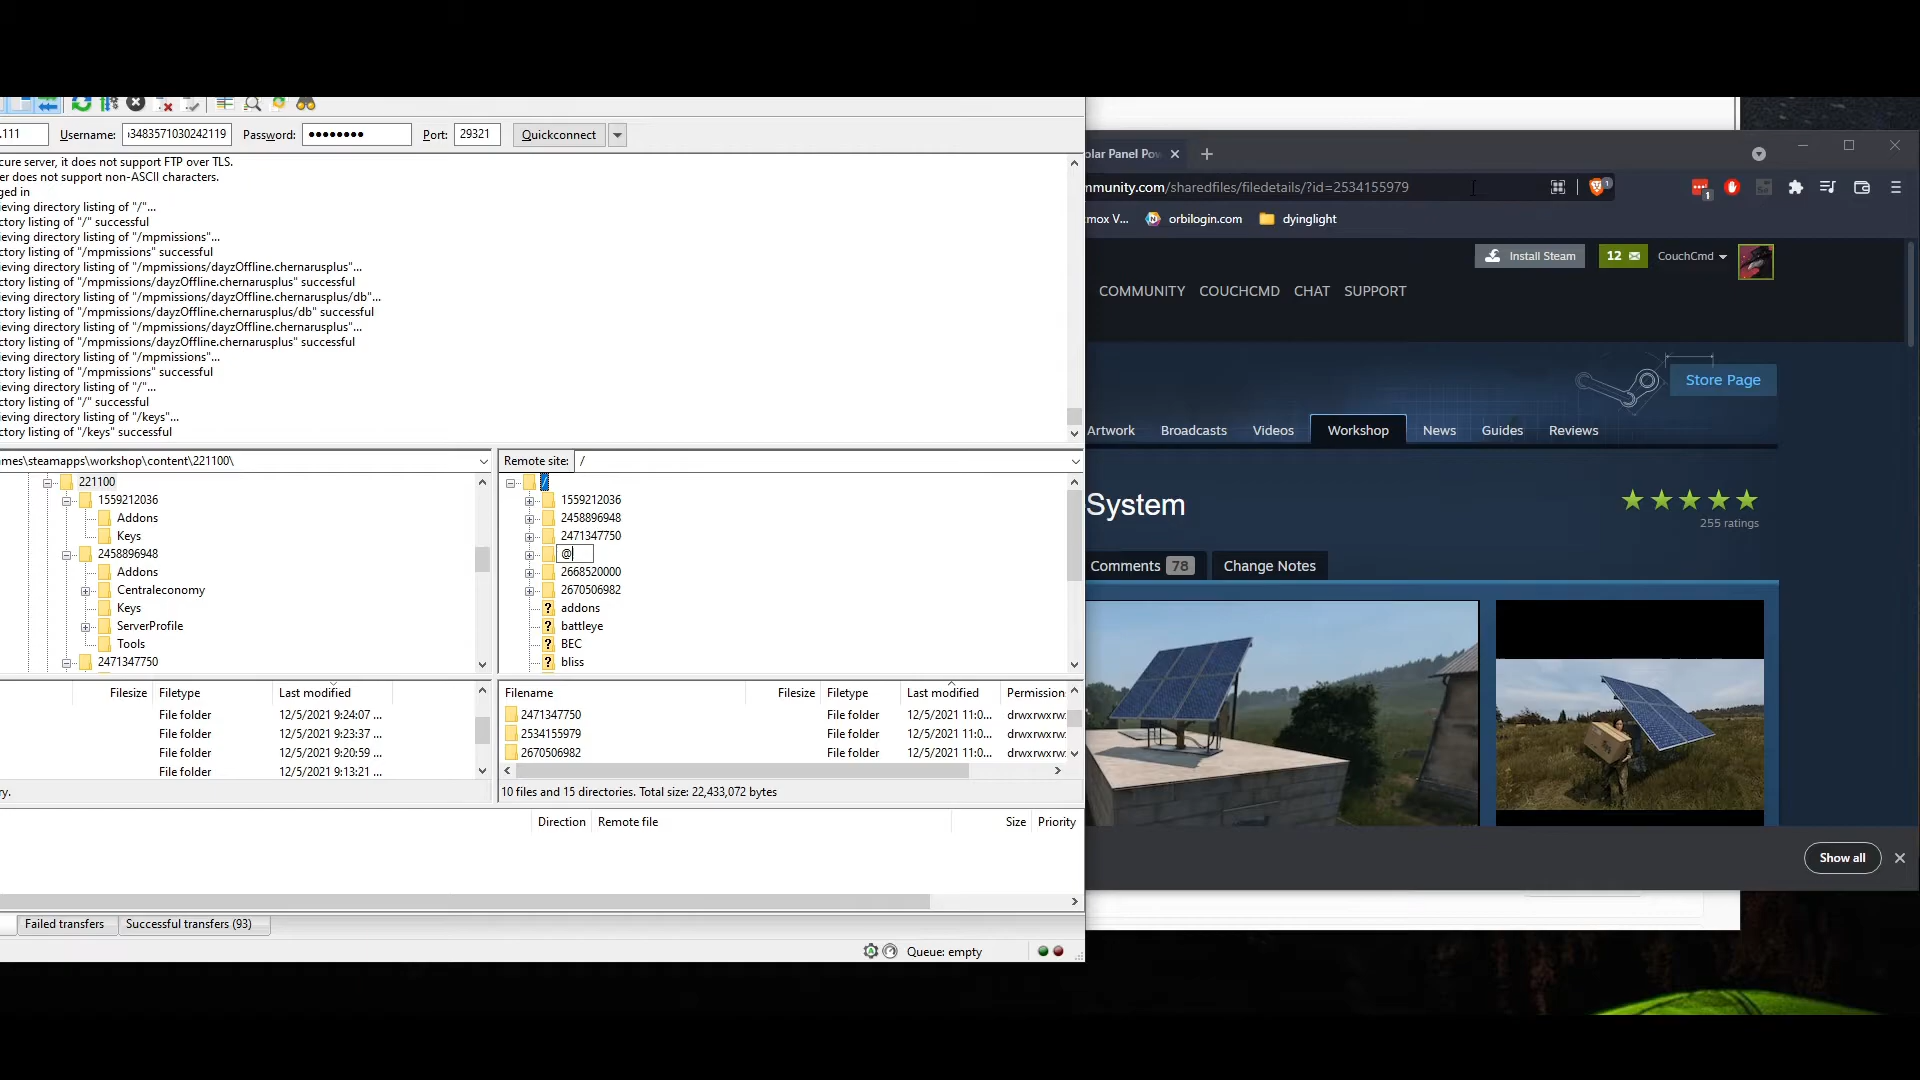 .111
Username:
3483571030242119
Password:
●●●●●●●●
Port:
29321
Quickconnect
cure server, it does not support FTP over TLS.
er does not support non-ASCII characters.
ged in
ieving directory listing of "/"...
ctory listing of "/" successful
ieving directory listing of "/mpmissions"...
ctory listing of "/mpmissions" successful
ieving directory listing of "/mpmissions/dayzOffline.chernarusplus"...
ctory listing of "/mpmissions/dayzOffline.chernarusplus" successful
ieving directory listing of "/mpmissions/dayzOffline.chernarusplus/db"...
ctory listing of "/mpmissions/dayzOffline.chernarusplus/db" successful
ieving directory listing of "/mpmissions/dayzOffline.chernarusplus"...
ctory listing of "/mpmissions/dayzOffline.chernarusplus" successful
ieving directory listing of "/mpmissions"...
ctory listing of "/mpmissions" successful
ieving directory listing of "/"...
ctory listing of "/" successful
ieving directory listing of "/keys"...
ctory listing of "/keys" successful
mes\steamapps\workshop\content\221100\
221100
1559212036
Addons
Keys
2458896948
Addons
Centraleconomy
Keys
ServerProfile
Tools
2471347750
Remote site: /
/
1559212036
2458896948
2471347750
@
2668520000
2670506982
addons
battleye
BEC
bliss
Filesize Filetype Last modified
File folder 12/5/2021 9:24:07 ...
File folder 12/5/2021 9:23:37 ...
File folder 12/5/2021 9:20:59 ...
File folder 12/5/2021 9:13:21 ...
ry.
Filename Filesize Filetype Last modified Permission
2471347750 File folder 12/5/2021 11:0... drwxrwxrw
2534155979 File folder 12/5/2021 11:0... drwxrwxrw
2670506982 File folder 12/5/2021 11:0... drwxrwxrw
10 files and 15 directories. Total size: 22,433,072 bytes
Direction Remote file Size Priority
Failed transfers
Successful transfers (93)
Queue: empty
olar Panel Po
mmunity.com/sharedfiles/filedetails/?id=2534155979
1
1
mox V...
orbilogin.com
dyinglight
Install Steam
12
CouchCmd
COMMUNITY COUCHCMD CHAT SUPPORT
Store Page
Artwork Broadcasts Videos Workshop News Guides Reviews
System
255 ratings
Comments 78
Change Notes
Show all